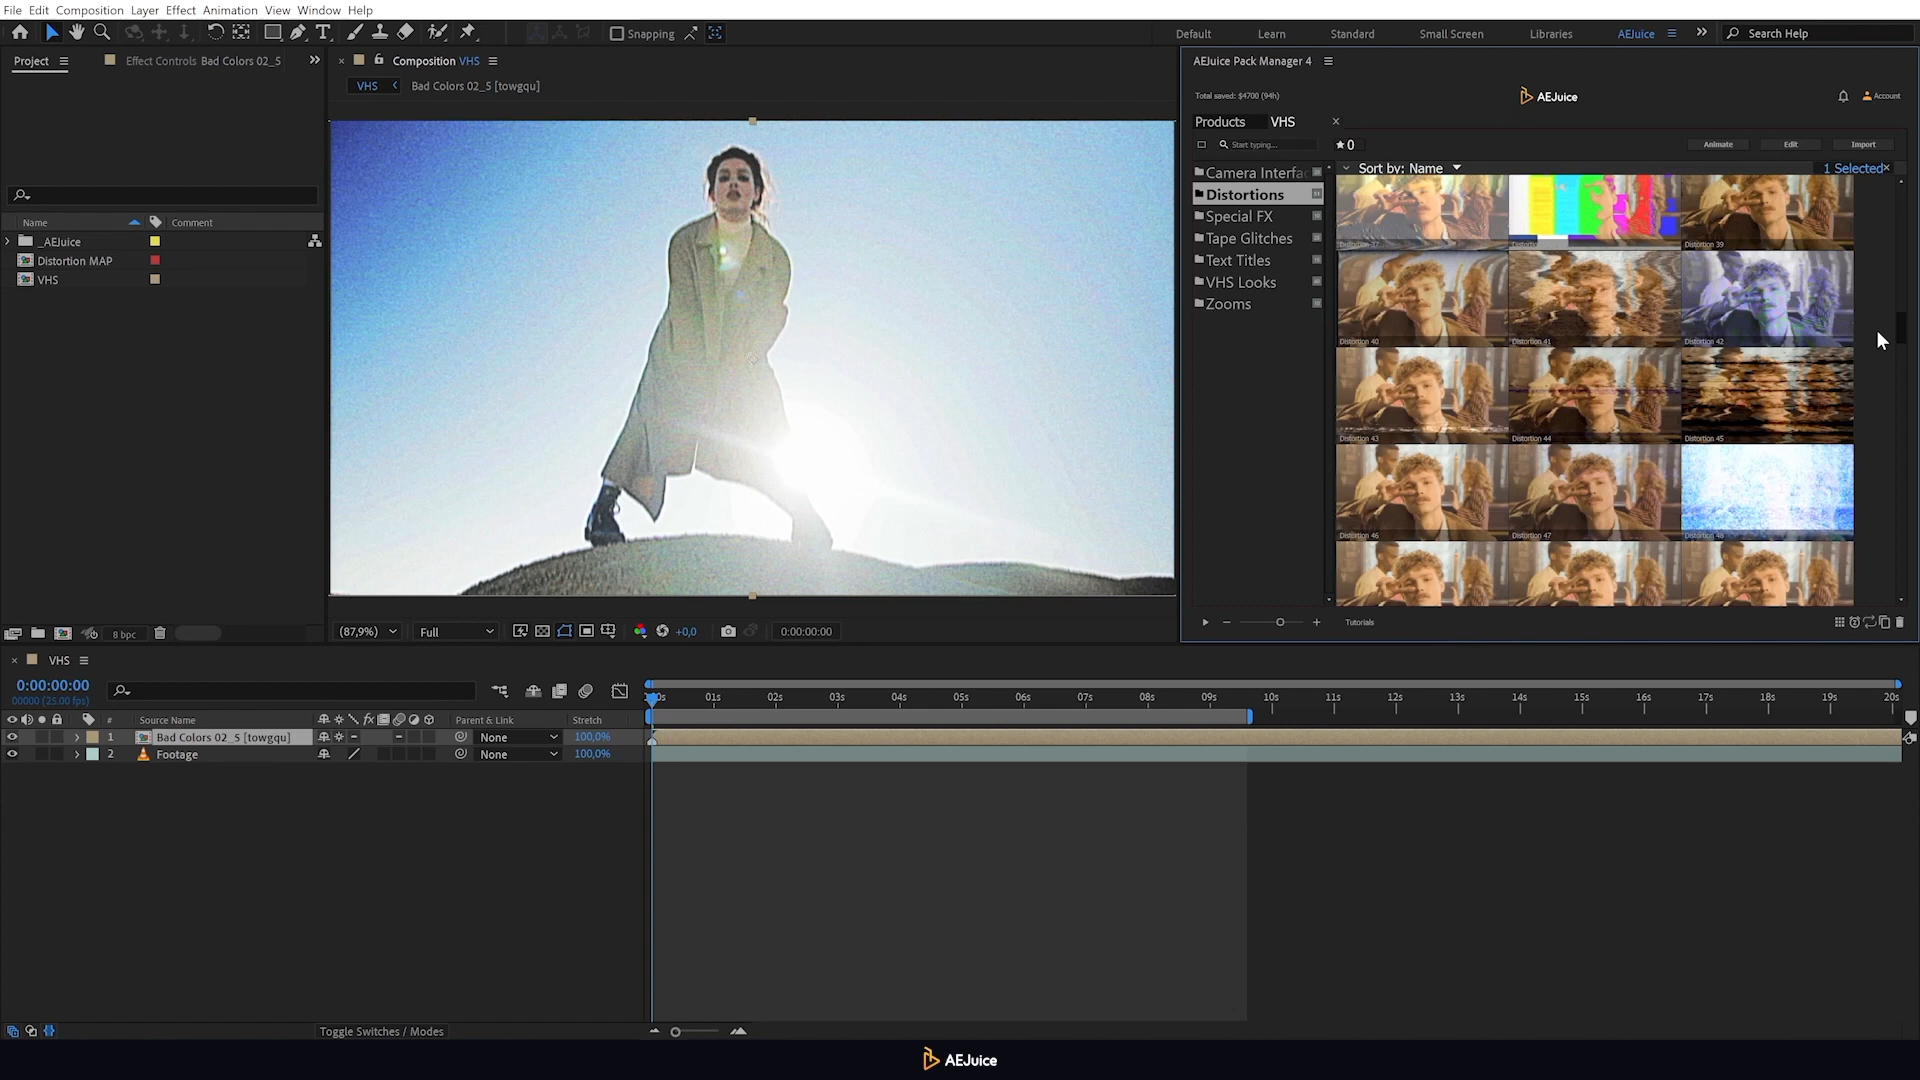 File Edit Composition Layer Effect Animation View Window Help
Snapping
Default Learn Standard Small Screen Libraries AEJuice Search Help
Project Effect Controls Bad Colors 02_5
Composition VHS
VHS Bad Colors 02_5 [towgqu]
Name Comment
_AEJuice
Distortion MAP
VHS
8 bpc
(87,9%) Full +0,0 0:00:00:00
AEJuice Pack Manager 4
Total saved: $4700 (94h) AEJuice Account
Products VHS
Start typing... 0 Animate Edit Import
Sort by: Name 1 Selected
Camera Interfac
Distortions
Special FX
Tape Glitches
Text Titles
VHS Looks
Zooms
Distortion 37 Distortion Distortion 39
Distortion 40 Distortion 41 Distortion 42
Distortion 43 Distortion 44 Distortion 45
Distortion 46 Distortion 47 Distortion 48
Tutorials
VHS
0:00:00:00
00000 (25.00 fps)
01s 02s 03s 04s 05s 06s 07s 08s 09s 10s 11s 12s 13s 14s 15s 16s 17s 18s 19s 20s
# Source Name fx Parent & Link Stretch
1 Bad Colors 02_5 [towgqu] None 100,0%
2 Footage None 100,0%
Toggle Switches / Modes
AEJuice